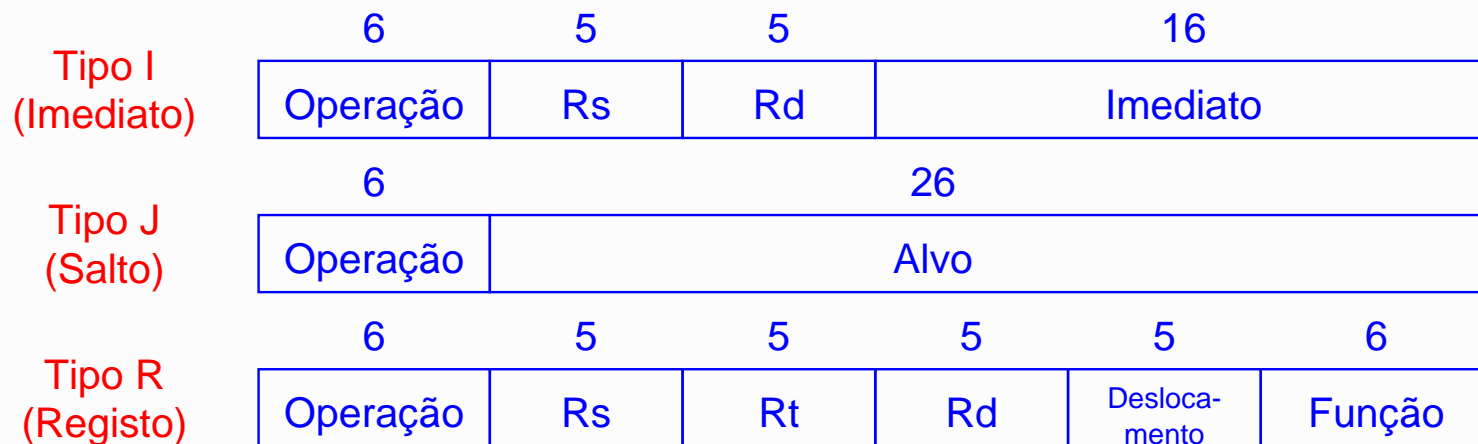 6 5 5 16
Tipo I
(Imediato)
Operação Rs Rd Imediato
6 26
Tipo J
(Salto)
Operação Alvo
6 5 5 5 5 6
Tipo R
(Registo)
Operação Rs Rt Rd Desloca-
mento Função